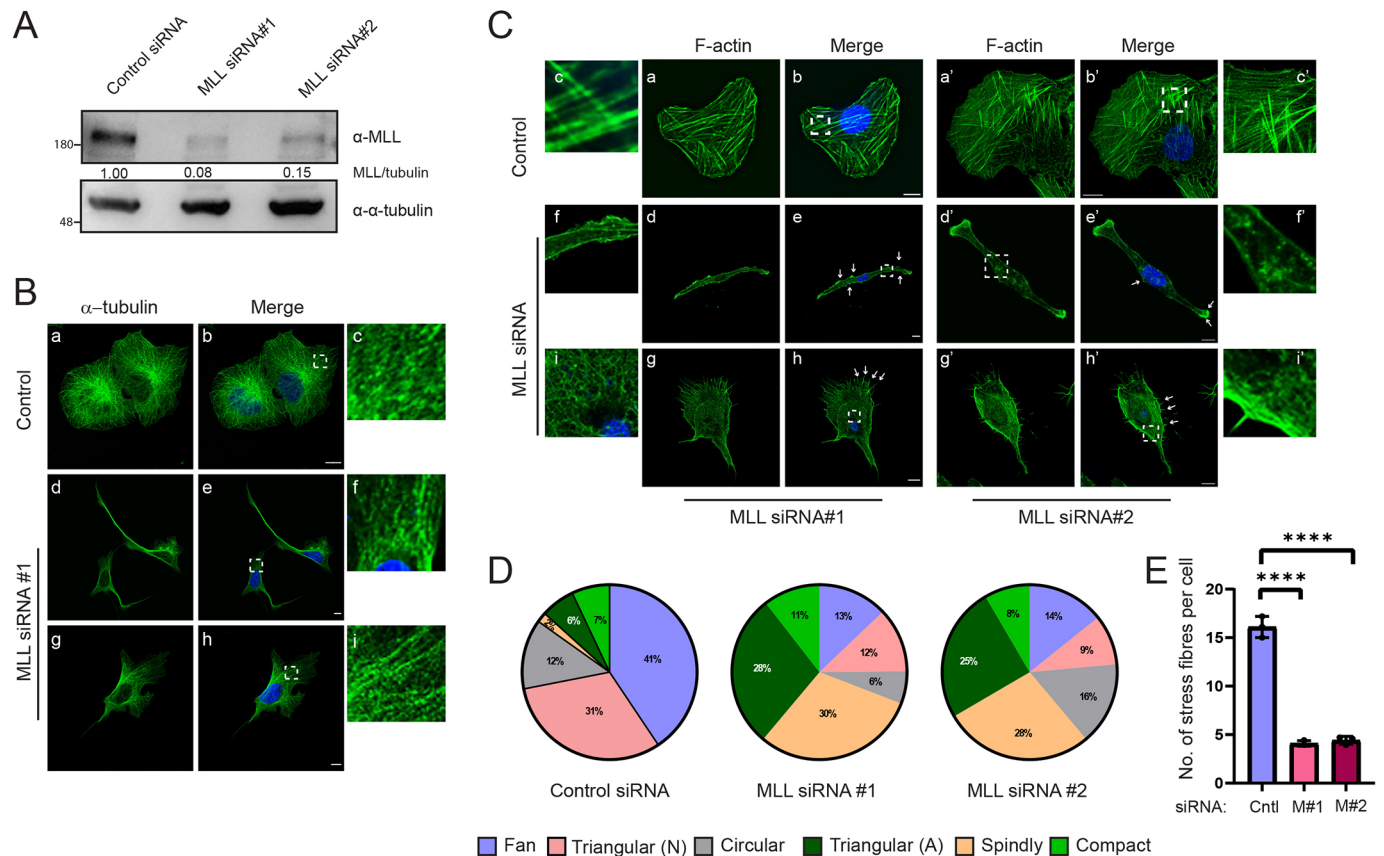 A
Control siRNA
MLL siRNA#1
MLL siRNA#2
180
α-MLL
1.00 0.08 0.15 MLL/tubulin
48
α-α-tubulin
B
α–tubulin Merge
Control
a b c
MLL siRNA #1
d e f
g h i
C
F-actin Merge F-actin Merge
Control
c a b a' b' c'
MLL siRNA
f d e d' e' f'
i g h g' h' i'
MLL siRNA#1 MLL siRNA#2
D
41%
31%
12%
2%
6%
7%
Control siRNA
13%
12%
6%
30%
28%
11%
MLL siRNA #1
14%
9%
16%
28%
25%
8%
MLL siRNA #2
Fan Triangular (N) Circular Triangular (A) Spindly Compact
E
****
****
No. of stress fibres per cell
20
15
10
5
0
siRNA: Cntl M#1 M#2